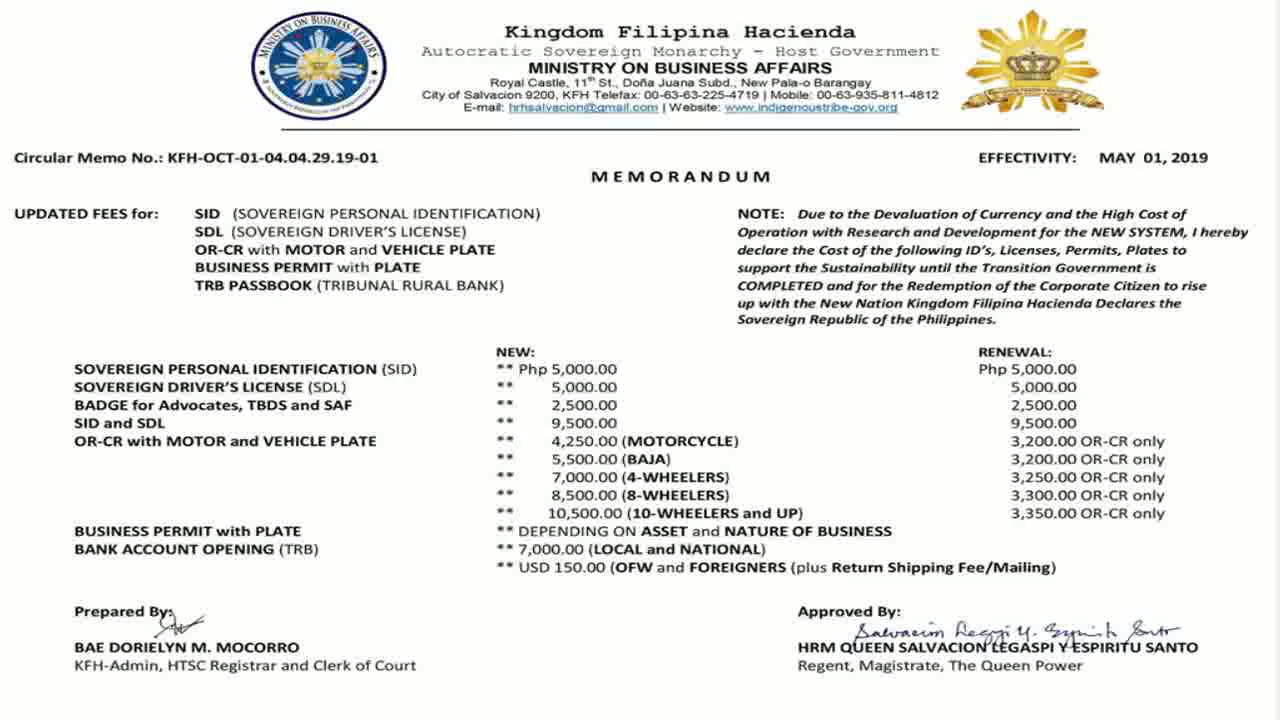 MINISTRY ON BUSINESS AFFAIRS
Kingdom Filipina Hacienda
Autocratic Sovereign Monarchy - Host Government
MINISTRY ON BUSINESS AFFAIRS
Royal Castle, 11th St., Doña Juana Subd., New Pala-o Barangay
City of Salvacion 9200, KFH Telefax: 00-63-63-225-4719 | Mobile: 00-63-935-811-4812
E-mail: hrhsalvacion@gmail.com | Website: www.indigenoustribe-gov.org
Circular Memo No.: KFH-OCT-01-04.04.29.19-01
EFFECTIVITY: MAY 01, 2019
MEMORANDUM
UPDATED FEES for: SID (SOVEREIGN PERSONAL IDENTIFICATION)
SDL (SOVEREIGN DRIVER'S LICENSE)
OR-CR with MOTOR and VEHICLE PLATE
BUSINESS PERMIT with PLATE
TRB PASSBOOK (TRIBUNAL RURAL BANK)
NOTE: Due to the Devaluation of Currency and the High Cost of
Operation with Research and Development for the NEW SYSTEM, I hereby
declare the Cost of the following ID's, Licenses, Permits, Plates to
support the Sustainability until the Transition Government is
COMPLETED and for the Redemption of the Corporate Citizen to rise
up with the New Nation Kingdom Filipina Hacienda Declares the
Sovereign Republic of the Philippines.
NEW: RENEWAL:
SOVEREIGN PERSONAL IDENTIFICATION (SID) ** Php 5,000.00 Php 5,000.00
SOVEREIGN DRIVER'S LICENSE (SDL) ** 5,000.00 5,000.00
BADGE for Advocates, TBDS and SAF ** 2,500.00 2,500.00
SID and SDL ** 9,500.00 9,500.00
OR-CR with MOTOR and VEHICLE PLATE ** 4,250.00 (MOTORCYCLE) 3,200.00 OR-CR only
** 5,500.00 (BAJA) 3,200.00 OR-CR only
** 7,000.00 (4-WHEELERS) 3,250.00 OR-CR only
** 8,500.00 (8-WHEELERS) 3,300.00 OR-CR only
** 10,500.00 (10-WHEELERS and UP) 3,350.00 OR-CR only
BUSINESS PERMIT with PLATE ** DEPENDING ON ASSET and NATURE OF BUSINESS
BANK ACCOUNT OPENING (TRB) ** 7,000.00 (LOCAL and NATIONAL)
** USD 150.00 (OFW and FOREIGNERS (plus Return Shipping Fee/Mailing)
Prepared By:
BAE DORIELYN M. MOCORRO
KFH-Admin, HTSC Registrar and Clerk of Court
Approved By:
Salvacion Legaspi Y. Espiritu Santo
HRM QUEEN SALVACION LEGASPI Y ESPIRITU SANTO
Regent, Magistrate, The Queen Power